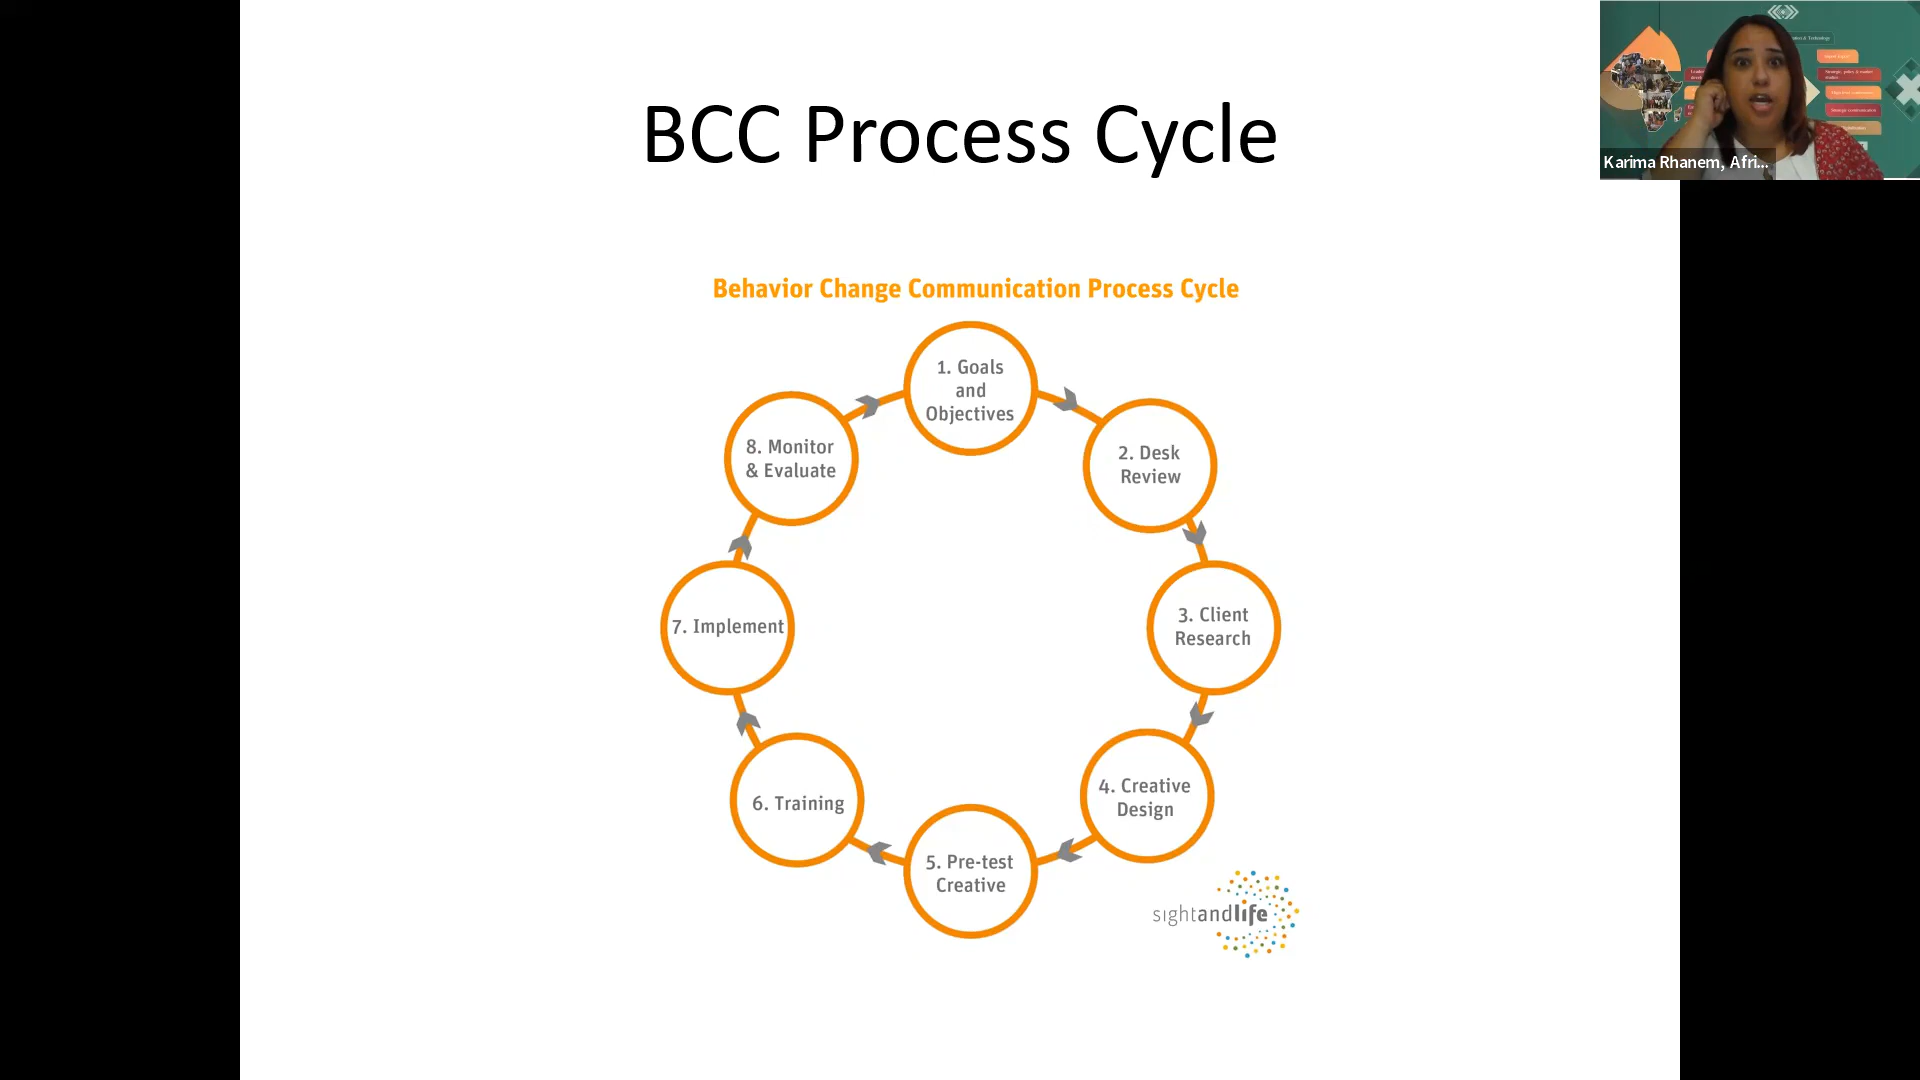 BCC Process Cycle
Behavior Change Communication Process Cycle
1. Goals
and
Objectives
2. Desk
Review
3. Client
Research
4. Creative
Design
5. Pre-test
Creative
6. Training
7. Implement
8. Monitor
& Evaluate
sightandlife
Karima Rhanem, Afri...